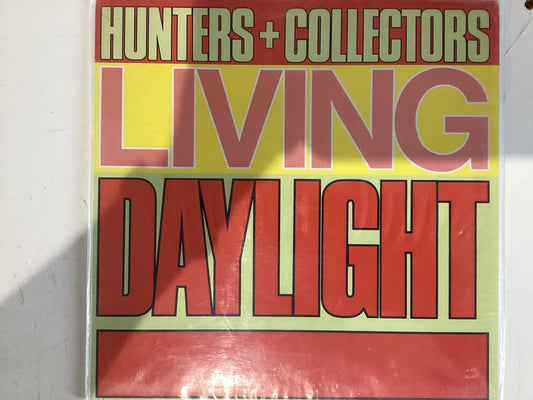 HUNTERS + COLLECTORS
LIVING
DAYLIGHT